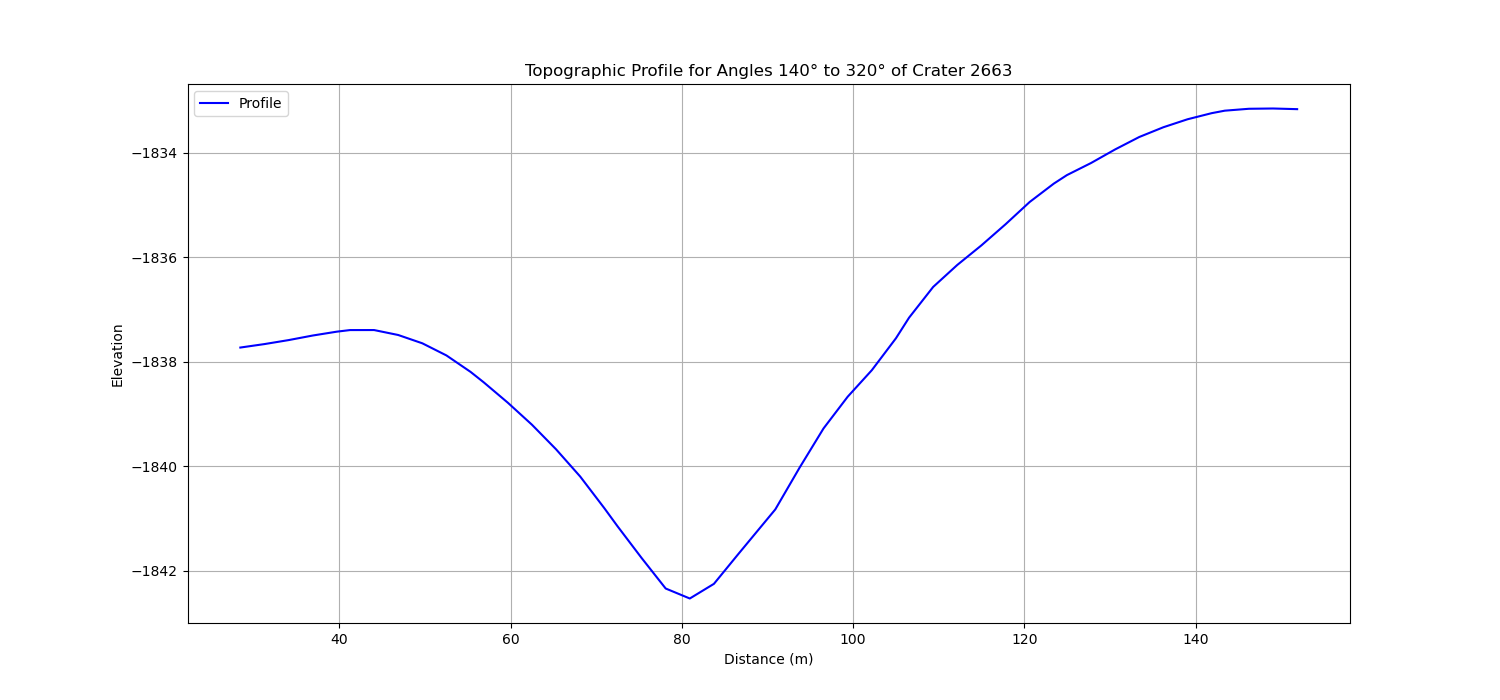 Topographic Profile for Angles 140° to 320° of Crater 2663
Profile
−1834
−1836
−1838
−1840
−1842
Elevation
40 60 80 100 120 140
Distance (m)